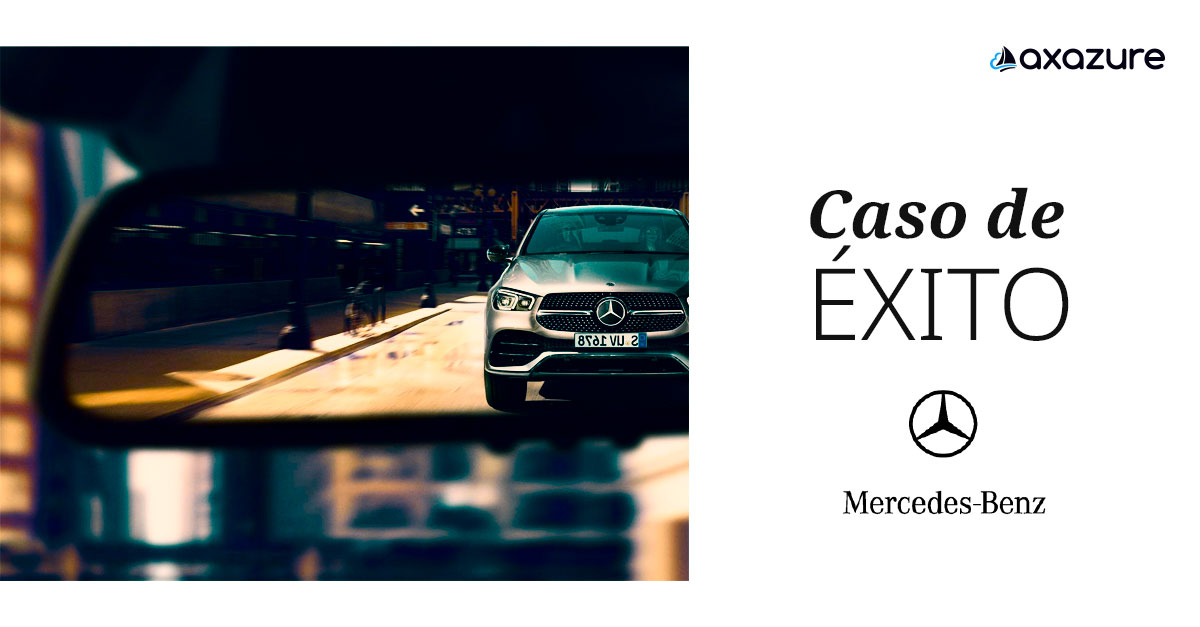 axazure
Caso de
ÉXITO
S UV 1678
Mercedes-Benz